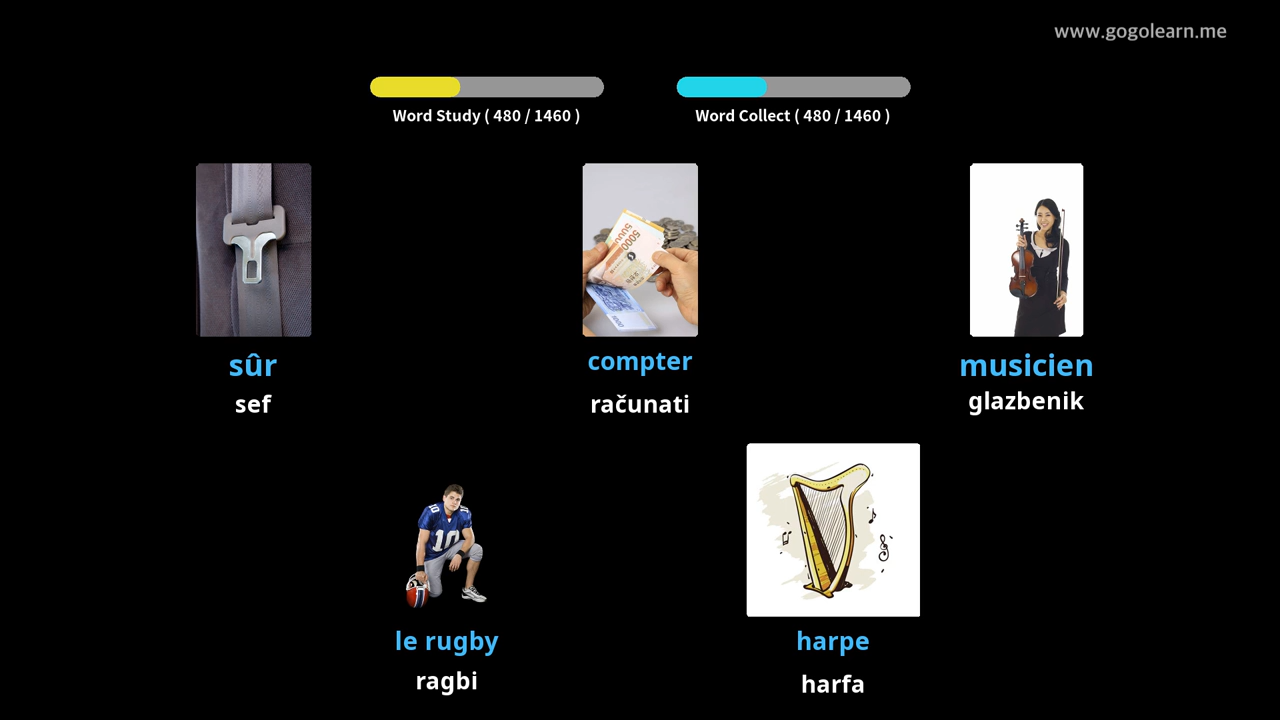 www.gogolearn.me
Word Study ( 480 / 1460 )
Word Collect ( 480 / 1460 )
sûr
compter
musicien
sef
računati
glazbenik
le rugby
harpe
ragbi
harfa